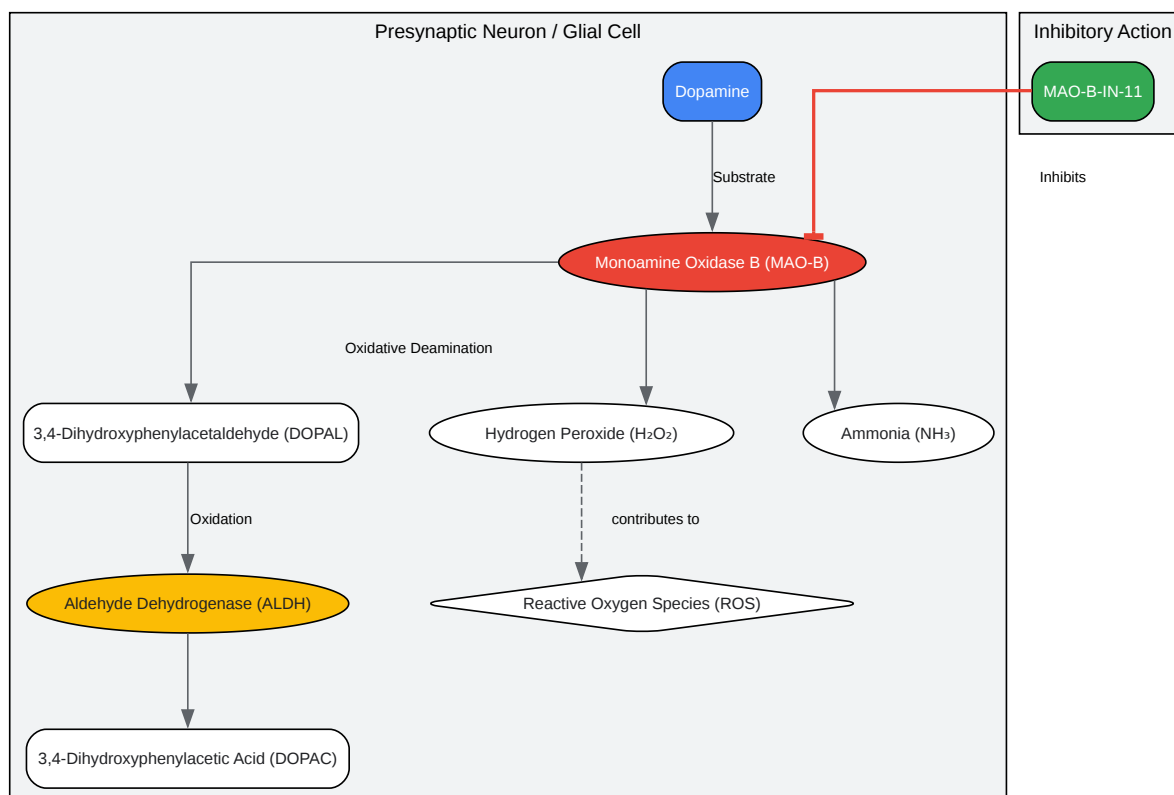 Presynaptic Neuron / Glial Cell
Inhibitory Action
Dopamine
MAO-B-IN-11
Substrate
Inhibits
Monoamine Oxidase B (MAO-B)
Oxidative Deamination
3,4-Dihydroxyphenylacetaldehyde (DOPAL)
Hydrogen Peroxide (H₂O₂)
Ammonia (NH₃)
Oxidation
contributes to
Aldehyde Dehydrogenase (ALDH)
Reactive Oxygen Species (ROS)
3,4-Dihydroxyphenylacetic Acid (DOPAC)